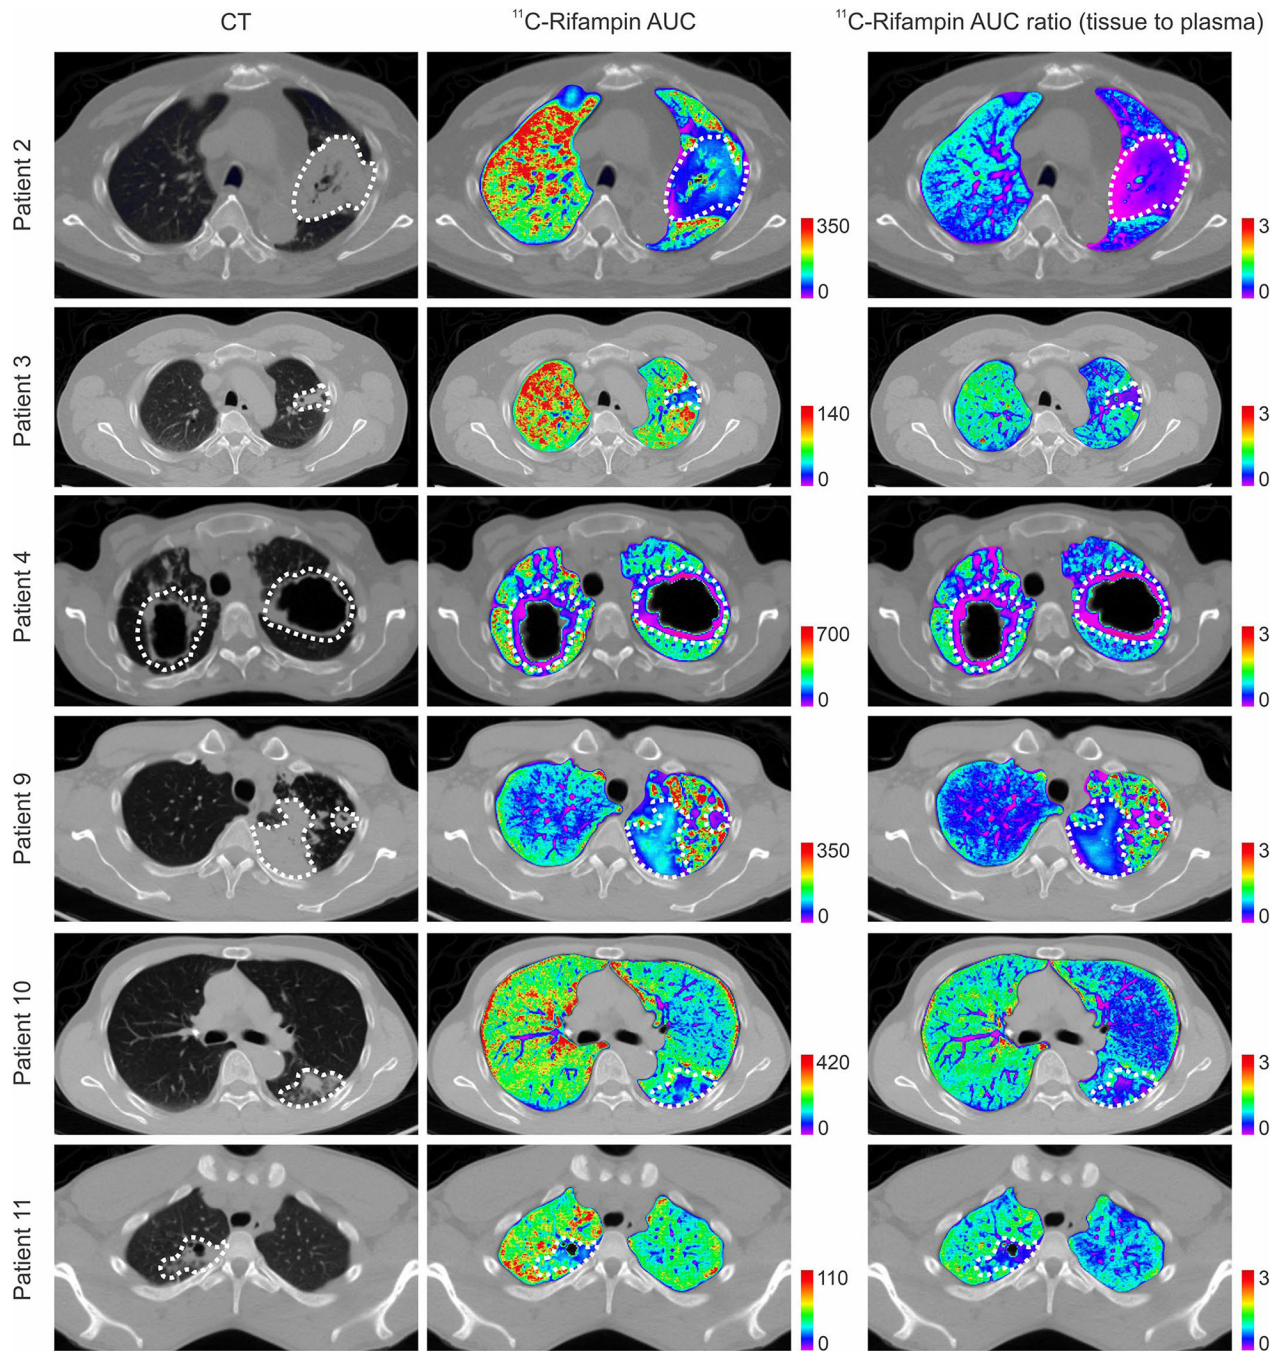 CT ¹¹C-Rifampin AUC ¹¹C-Rifampin AUC ratio (tissue to plasma)
Patient 2
350 3
0 0
Patient 3
140 3
0 0
Patient 4
700 3
0 0
Patient 9
350 3
0 0
Patient 10
420 3
0 0
Patient 11
110 3
0 0